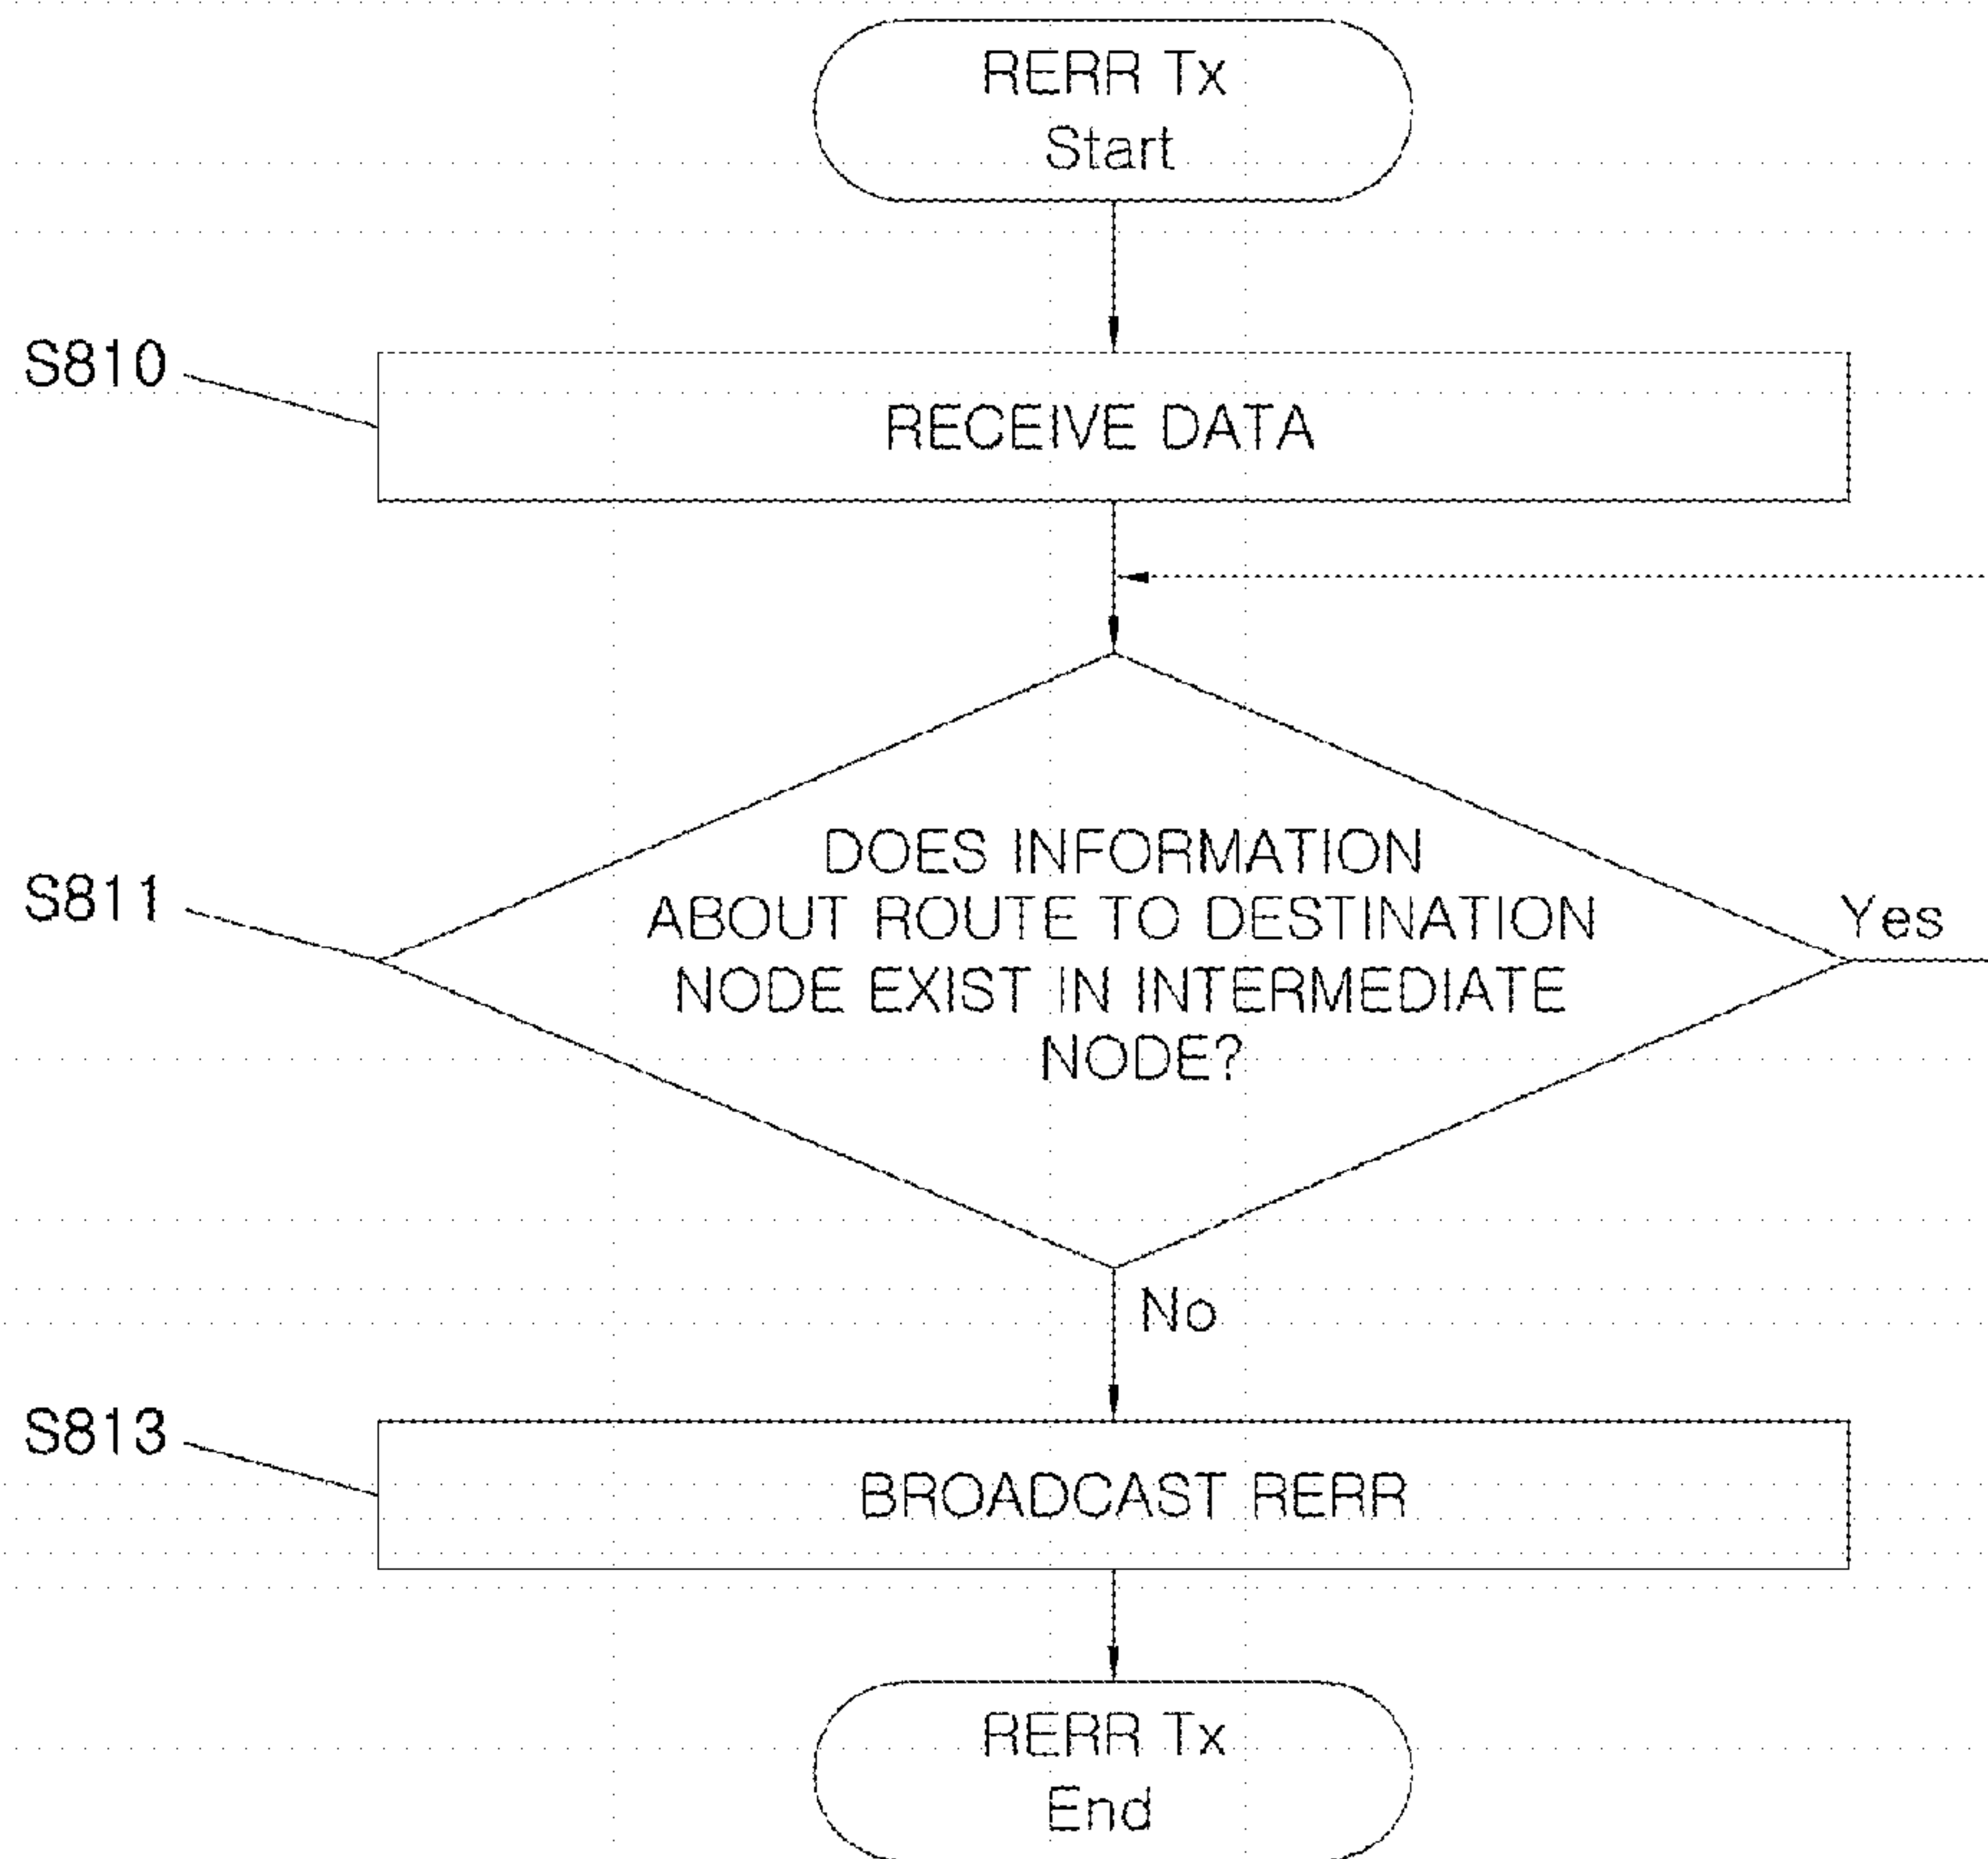 RERR Tx
Start
S810
RECEIVE DATA
S811
DOES INFORMATION
ABOUT ROUTE TO DESTINATION
NODE EXIST IN INTERMEDIATE
NODE?
Yes
No
S813
BROADCAST RERR
RERR Tx
End